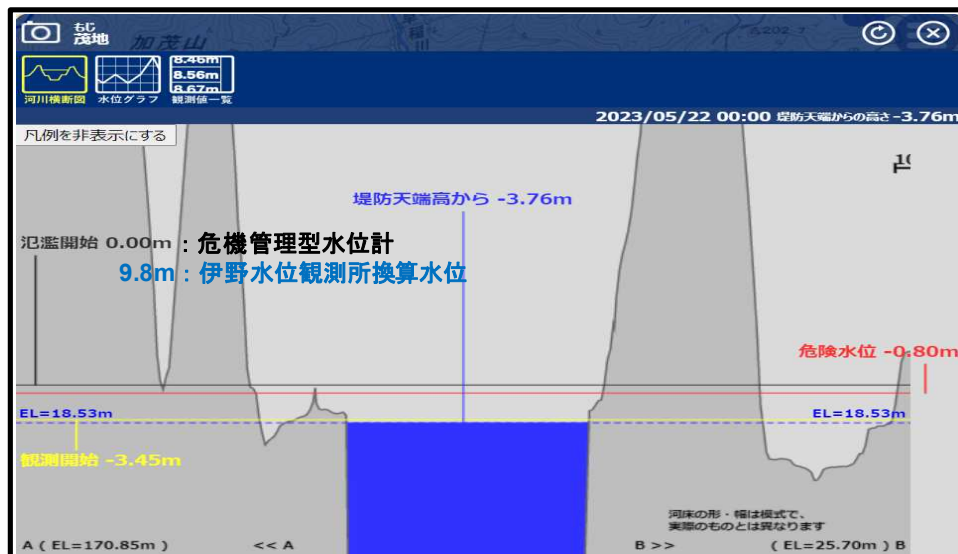 もじ
茂地
加茂山
8.46m
8.56m
8.67m
河川横断図 水位グラフ 観測値一覧
2023/05/22 00:00 堤防天端からの高さ-3.76m
凡例を非表示にする
堤防天端高から -3.76m
氾濫開始 0.00m：危機管理型水位計
9.8m：伊野水位観測所換算水位
危険水位 -0.80m
EL=18.53m
EL=18.53m
観測開始 -3.45m
河床の形・幅は模式で、
実際のものとは異なります
A ( EL=170.85m )
<< A
B >>
( EL=25.70m ) B